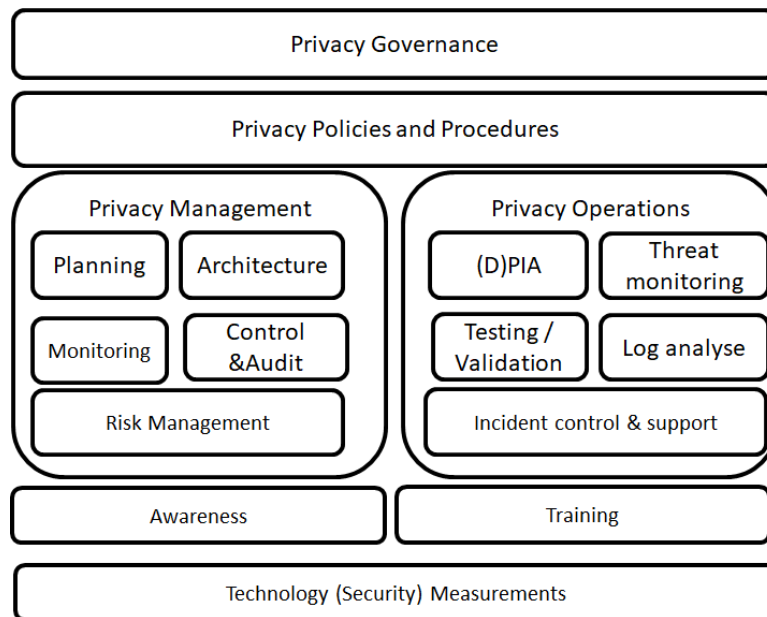 Privacy Governance
Privacy Policies and Procedures
Privacy Management
Planning
Architecture
Monitoring
Control
&Audit
Risk Management
Privacy Operations
(D)PIA
Threat
monitoring
Testing /
Validation
Log analyse
Incident control & support
Awareness
Training
Technology (Security) Measurements